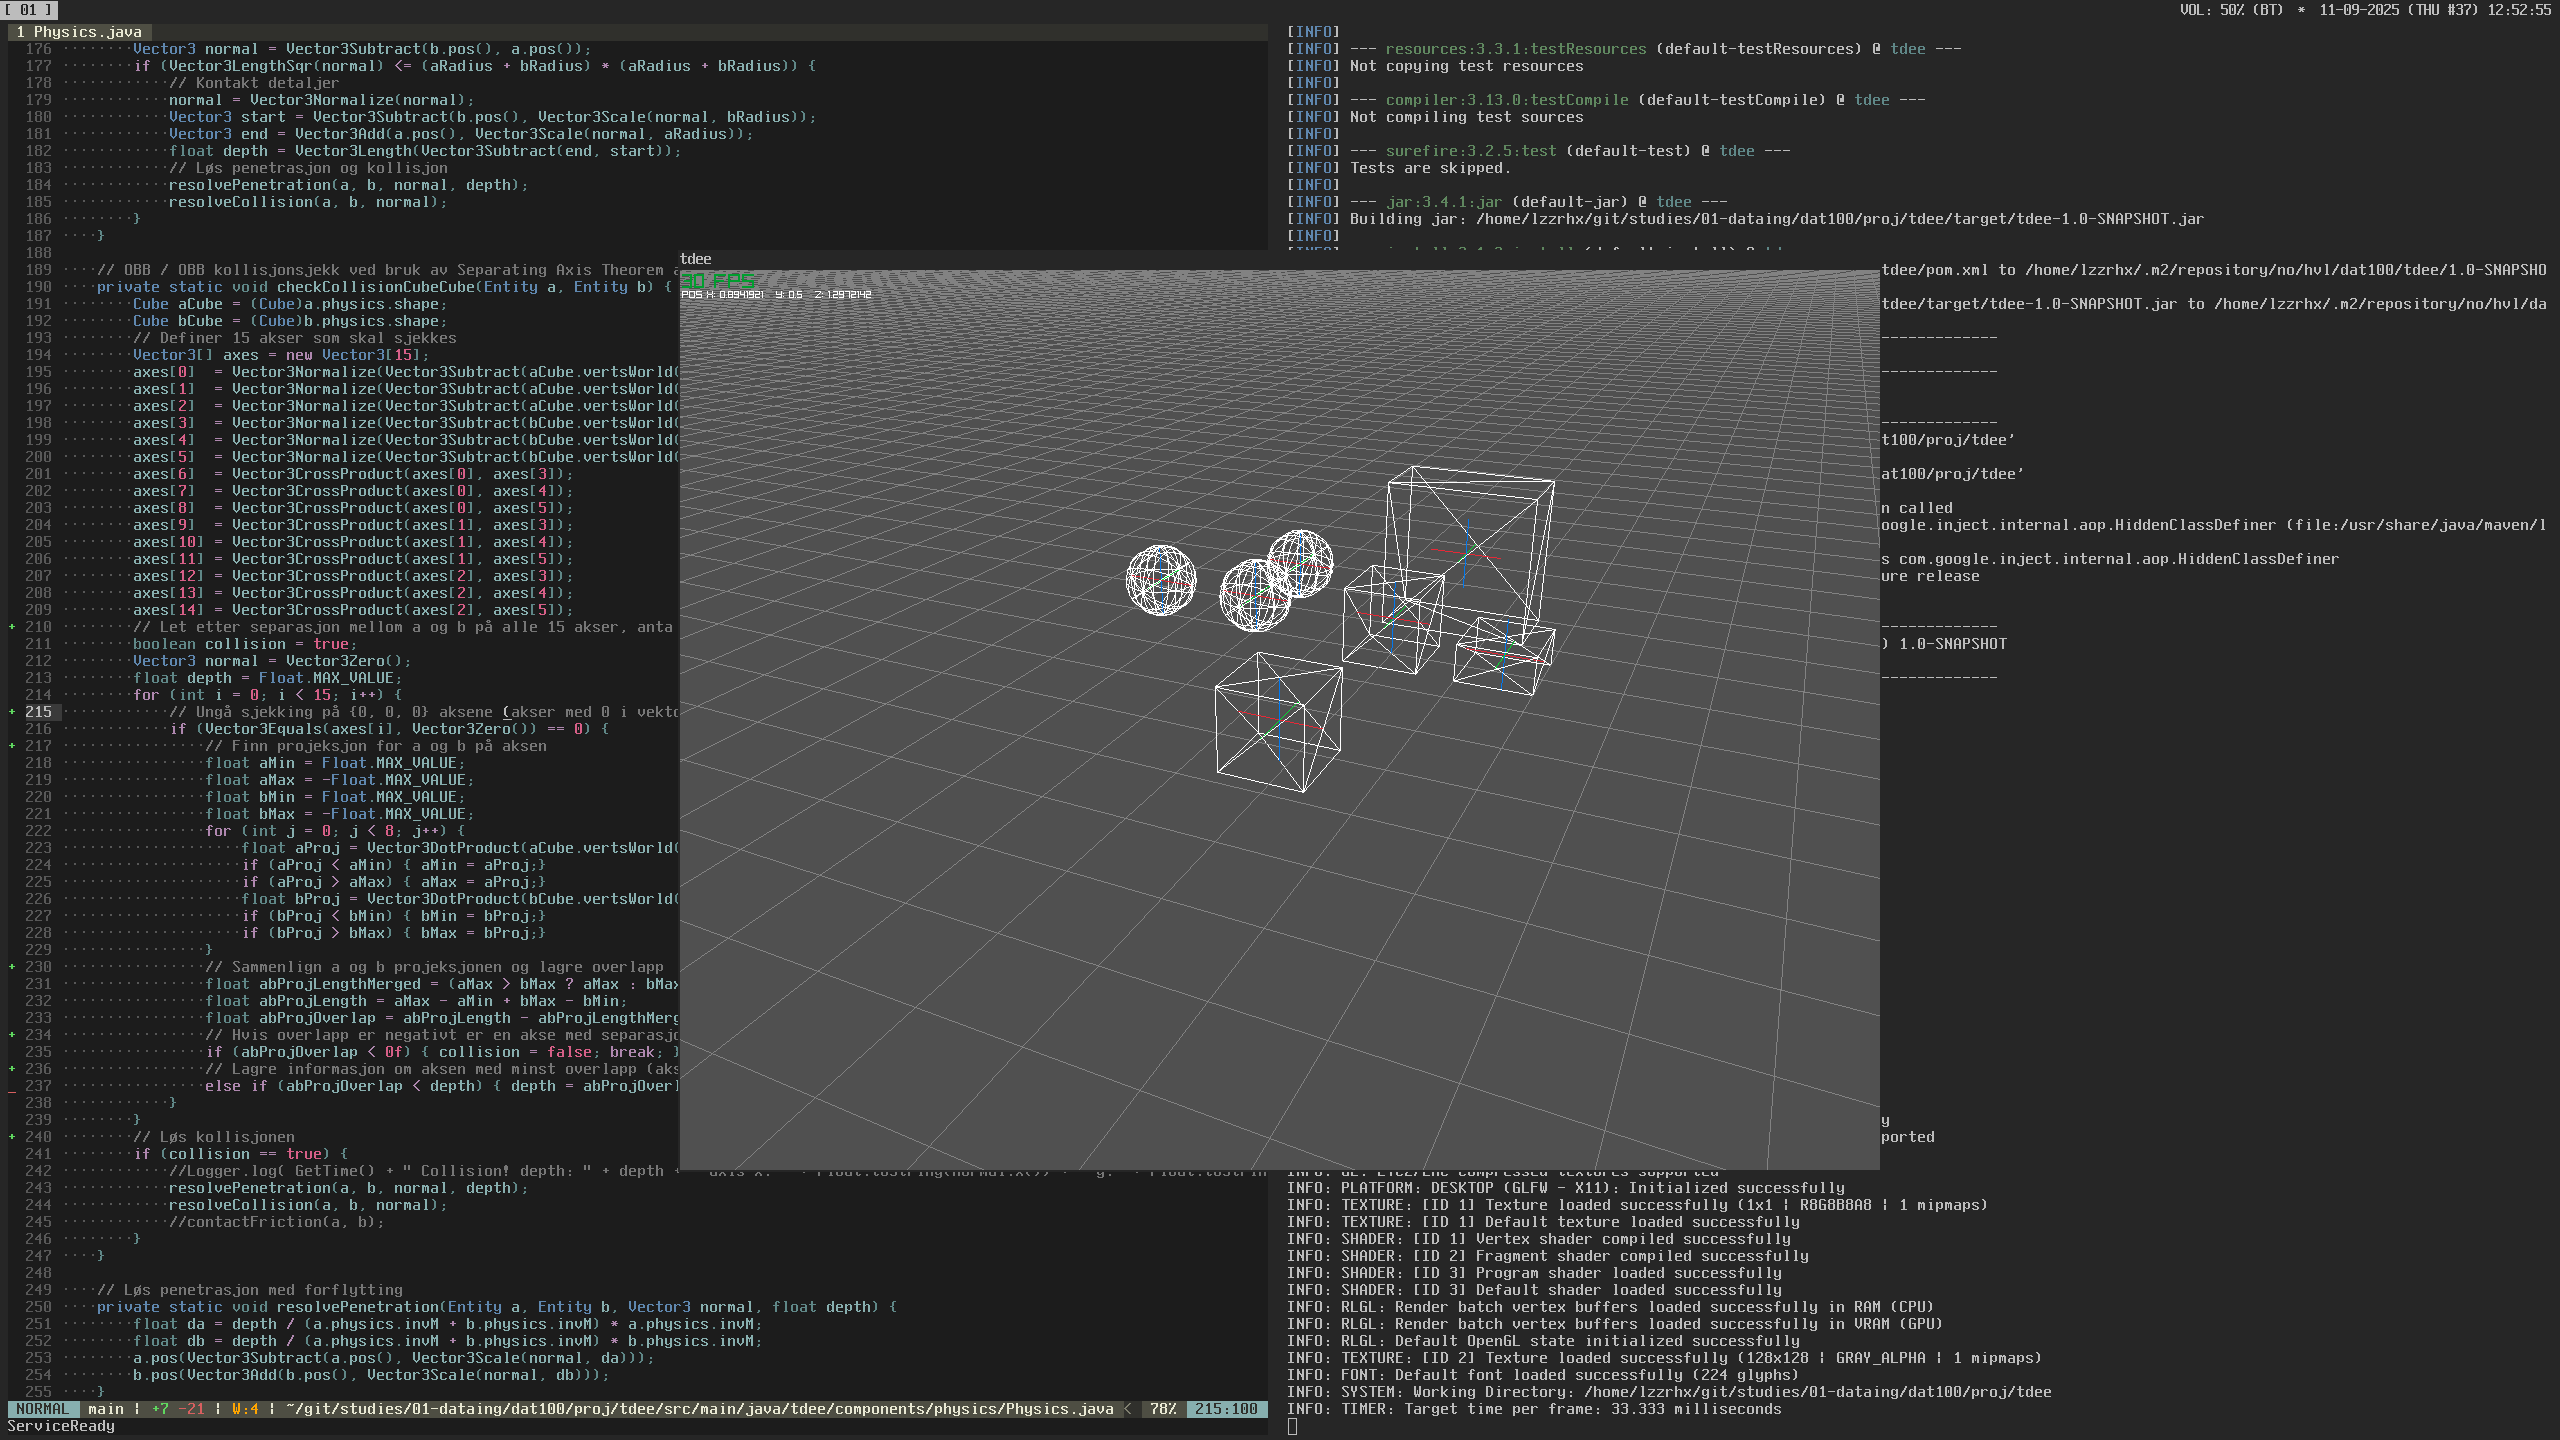 [ 01 ]
VOL: 50% (BT) * 11-09-2025 (THU #37) 12:52:55
1 Physics.java
176 ········Vector3 normal = Vector3Subtract(b.pos(), a.pos());
177 ········if (Vector3LengthSqr(normal) <= (aRadius + bRadius) * (aRadius + bRadius)) {
178 ············// Kontakt detaljer
179 ············normal = Vector3Normalize(normal);
180 ············Vector3 start = Vector3Subtract(b.pos(), Vector3Scale(normal, bRadius));
181 ············Vector3 end = Vector3Add(a.pos(), Vector3Scale(normal, aRadius));
182 ············float depth = Vector3Length(Vector3Subtract(end, start));
183 ············// Løs penetrasjon og kollisjon
184 ············resolvePenetration(a, b, normal, depth);
185 ············resolveCollision(a, b, normal);
186 ········}
187 ····}
188
189 ····// OBB / OBB kollisjonsjekk ved bruk av Separating Axis Theorem
190 ····private static void checkCollisionCubeCube(Entity a, Entity b) {
191 ········Cube aCube = (Cube)a.physics.shape;
192 ········Cube bCube = (Cube)b.physics.shape;
193 ········// Definer 15 akser som skal sjekkes
194 ········Vector3[] axes = new Vector3[15];
195 ········axes[0]  = Vector3Normalize(Vector3Subtract(aCube.vertsWorld(
196 ········axes[1]  = Vector3Normalize(Vector3Subtract(aCube.vertsWorld(
197 ········axes[2]  = Vector3Normalize(Vector3Subtract(aCube.vertsWorld(
198 ········axes[3]  = Vector3Normalize(Vector3Subtract(bCube.vertsWorld(
199 ········axes[4]  = Vector3Normalize(Vector3Subtract(bCube.vertsWorld(
200 ········axes[5]  = Vector3Normalize(Vector3Subtract(bCube.vertsWorld(
201 ········axes[6]  = Vector3CrossProduct(axes[0], axes[3]);
202 ········axes[7]  = Vector3CrossProduct(axes[0], axes[4]);
203 ········axes[8]  = Vector3CrossProduct(axes[0], axes[5]);
204 ········axes[9]  = Vector3CrossProduct(axes[1], axes[3]);
205 ········axes[10] = Vector3CrossProduct(axes[1], axes[4]);
206 ········axes[11] = Vector3CrossProduct(axes[1], axes[5]);
207 ········axes[12] = Vector3CrossProduct(axes[2], axes[3]);
208 ········axes[13] = Vector3CrossProduct(axes[2], axes[4]);
209 ········axes[14] = Vector3CrossProduct(axes[2], axes[5]);
+ 210 ········// Let etter separasjon mellom a og b på alle 15 akser, anta
211 ········boolean collision = true;
212 ········Vector3 normal = Vector3Zero();
213 ········float depth = Float.MAX_VALUE;
214 ········for (int i = 0; i < 15; i++) {
+ 215 ············// Ungå sjekking på {0, 0, 0} aksene (akser med 0 i vekto
216 ············if (Vector3Equals(axes[i], Vector3Zero()) == 0) {
+ 217 ················// Finn projeksjon for a og b på aksen
218 ················float aMin = Float.MAX_VALUE;
219 ················float aMax = -Float.MAX_VALUE;
220 ················float bMin = Float.MAX_VALUE;
221 ················float bMax = -Float.MAX_VALUE;
222 ················for (int j = 0; j < 8; j++) {
223 ····················float aProj = Vector3DotProduct(aCube.vertsWorld(
224 ····················if (aProj < aMin) { aMin = aProj;}
225 ····················if (aProj > aMax) { aMax = aProj;}
226 ····················float bProj = Vector3DotProduct(bCube.vertsWorld(
227 ····················if (bProj < bMin) { bMin = bProj;}
228 ····················if (bProj > bMax) { bMax = bProj;}
229 ················}
+ 230 ················// Sammenlign a og b projeksjonen og lagre overlapp
231 ················float abProjLengthMerged = (aMax > bMax ? aMax : bMax
232 ················float abProjLength = aMax - aMin + bMax - bMin;
233 ················float abProjOverlap = abProjLength - abProjLengthMerg
+ 234 ················// Hvis overlapp er negativt er en akse med separasjo
235 ················if (abProjOverlap < 0f) { collision = false; break; }
+ 236 ················// Lagre informasjon om aksen med minst overlapp (aks
_ 237 ················else if (abProjOverlap < depth) { depth = abProjOverl
238 ············}
239 ········}
+ 240 ········// Løs kollisjonen
241 ········if (collision == true) {
242 ············//Logger.log( GetTime() + " Collision! depth: " + depth +
243 ············resolvePenetration(a, b, normal, depth);
244 ············resolveCollision(a, b, normal);
245 ············//contactFriction(a, b);
246 ········}
247 ····}
248
249 ····// Løs penetrasjon med forflytting
250 ····private static void resolvePenetration(Entity a, Entity b, Vector3 normal, float depth) {
251 ········float da = depth / (a.physics.invM + b.physics.invM) * a.physics.invM;
252 ········float db = depth / (a.physics.invM + b.physics.invM) * b.physics.invM;
253 ········a.pos(Vector3Subtract(a.pos(), Vector3Scale(normal, da)));
254 ········b.pos(Vector3Add(b.pos(), Vector3Scale(normal, db)));
255 ····}
NORMAL main ¦ +7 -21 ¦ W:4 ¦ ~/git/studies/01-dataing/dat100/proj/tdee/src/main/java/tdee/components/physics/Physics.java < 78% 215:100
ServiceReady
tdee
30 FPS
POS X: 0.8941921 Y: 0.5 Z: 1.2972142
[INFO]
[INFO] --- resources:3.3.1:testResources (default-testResources) @ tdee ---
[INFO] Not copying test resources
[INFO]
[INFO] --- compiler:3.13.0:testCompile (default-testCompile) @ tdee ---
[INFO] Not compiling test sources
[INFO]
[INFO] --- surefire:3.2.5:test (default-test) @ tdee ---
[INFO] Tests are skipped.
[INFO]
[INFO] --- jar:3.4.1:jar (default-jar) @ tdee ---
[INFO] Building jar: /home/lzzrhx/git/studies/01-dataing/dat100/proj/tdee/target/tdee-1.0-SNAPSHOT.jar
[INFO]
tdee/pom.xml to /home/lzzrhx/.m2/repository/no/hvl/dat100/tdee/1.0-SNAPSHO
tdee/target/tdee-1.0-SNAPSHOT.jar to /home/lzzrhx/.m2/repository/no/hvl/da
-------------
-------------
-------------
t100/proj/tdee'
at100/proj/tdee'
n called
oogle.inject.internal.aop.HiddenClassDefiner (file:/usr/share/java/maven/l
s com.google.inject.internal.aop.HiddenClassDefiner
ure release
-------------
) 1.0-SNAPSHOT
-------------
y
ported
INFO: PLATFORM: DESKTOP (GLFW - X11): Initialized successfully
INFO: TEXTURE: [ID 1] Texture loaded successfully (1x1 ¦ R8G8B8A8 ¦ 1 mipmaps)
INFO: TEXTURE: [ID 1] Default texture loaded successfully
INFO: SHADER: [ID 1] Vertex shader compiled successfully
INFO: SHADER: [ID 2] Fragment shader compiled successfully
INFO: SHADER: [ID 3] Program shader loaded successfully
INFO: SHADER: [ID 3] Default shader loaded successfully
INFO: RLGL: Render batch vertex buffers loaded successfully in RAM (CPU)
INFO: RLGL: Render batch vertex buffers loaded successfully in VRAM (GPU)
INFO: RLGL: Default OpenGL state initialized successfully
INFO: TEXTURE: [ID 2] Texture loaded successfully (128x128 ¦ GRAY_ALPHA ¦ 1 mipmaps)
INFO: FONT: Default font loaded successfully (224 glyphs)
INFO: SYSTEM: Working Directory: /home/lzzrhx/git/studies/01-dataing/dat100/proj/tdee
INFO: TIMER: Target time per frame: 33.333 milliseconds